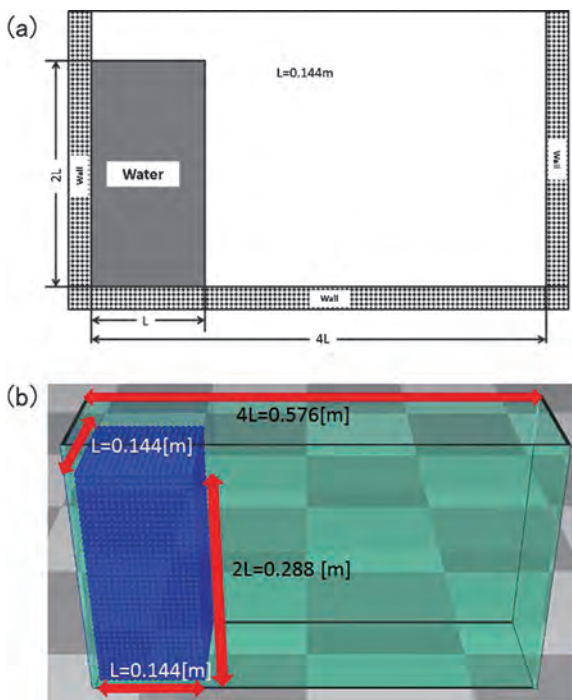 (a)
L=0.144m
2L
Wall
Water
Wall
Wall
L
4L
(b)
4L=0.576[m]
L=0.144[m]
2L=0.288 [m]
L=0.144[m]